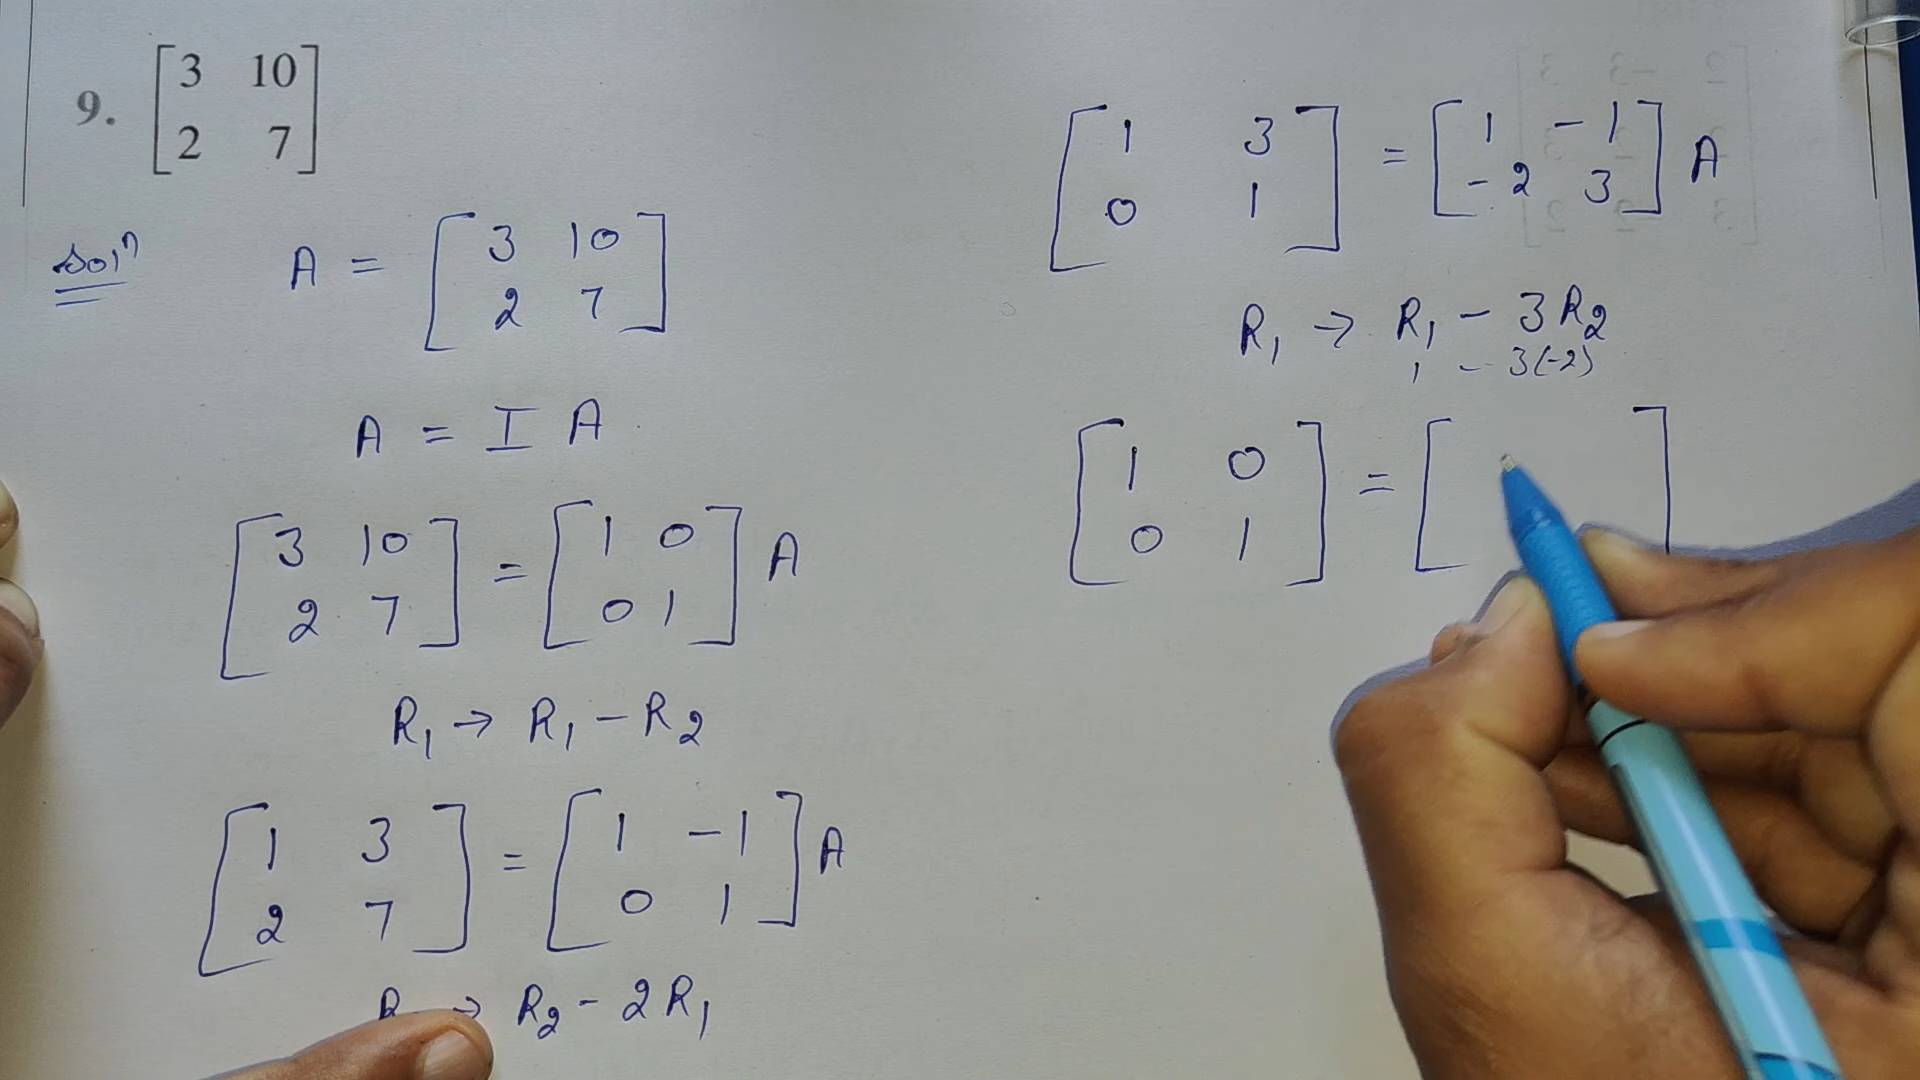 9. [3 10
2 7]
Solⁿ A = [3 10
2 7]
A = I A
[3 10
2 7] = [1 0
0 1] A
R₁ → R₁ - R₂
[1 3
2 7] = [1 -1
0 1] A
R → R₂ - 2R₁
[1 3
0 1] = [1 -1
-2 3] A
R₁ → R₁ - 3R₂
1 - 3(-2)
[1 0
0 1] = [ ]